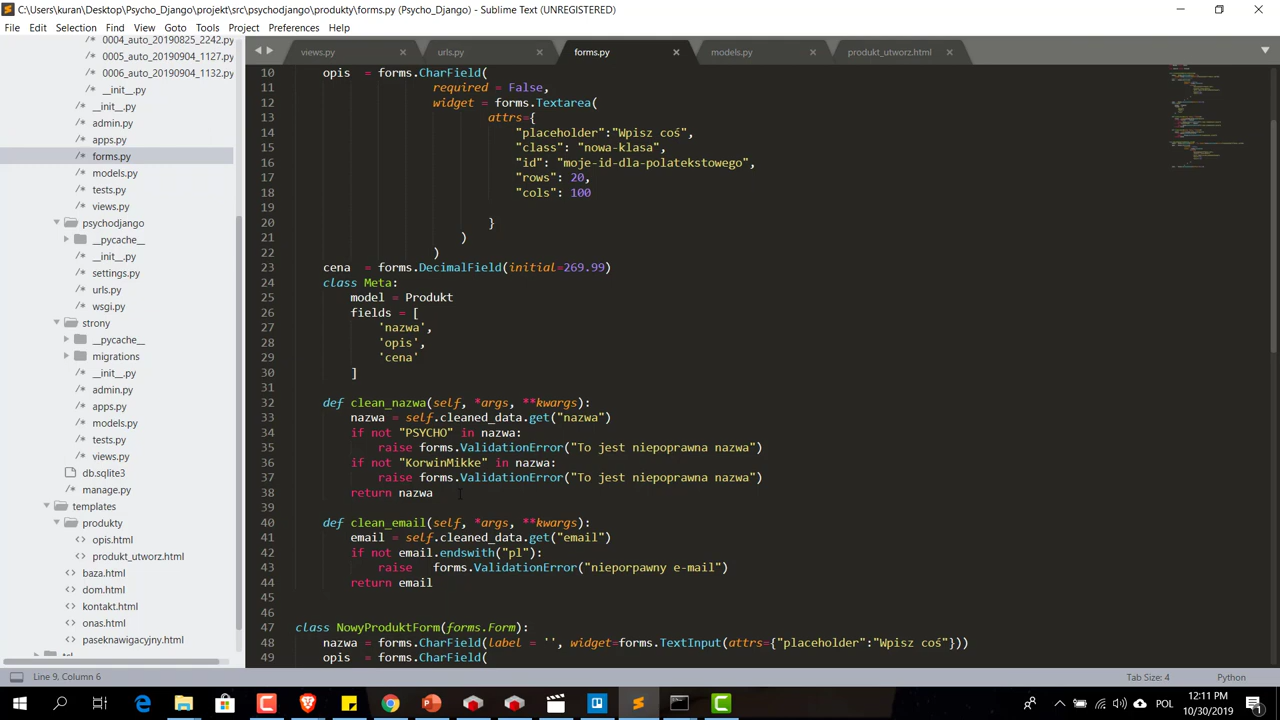 C:\Users\kuran\Desktop\Psycho_Django\projekt\src\psychodjango\produkty\forms.py (Psycho_Django) - Sublime Text (UNREGISTERED)
File Edit Selection Find View Goto Tools Project Preferences Help
0004_auto_20190825_2242.py
0005_auto_20190904_1127.py
0006_auto_20190904_1132.py
__init__.py
__init__.py
admin.py
apps.py
forms.py
models.py
tests.py
views.py
psychodjango
__pycache__
__init__.py
settings.py
urls.py
wsgi.py
strony
__pycache__
migrations
__init__.py
admin.py
apps.py
models.py
tests.py
views.py
db.sqlite3
manage.py
templates
produkty
opis.html
produkt_utworz.html
baza.html
dom.html
kontakt.html
onas.html
paseknawigacyjny.html
views.py urls.py forms.py models.py produkt_utworz.html
10 opis = forms.CharField(
11 required = False,
12 widget = forms.Textarea(
13 attrs={
14 "placeholder":"Wpisz coś",
15 "class": "nowa-klasa",
16 "id": "moje-id-dla-polatekstowego",
17 "rows": 20,
18 "cols": 100
19
20 }
21 )
22 )
23 cena = forms.DecimalField(initial=269.99)
24 class Meta:
25 model = Produkt
26 fields = [
27 'nazwa',
28 'opis',
29 'cena'
30 ]
31
32 def clean_nazwa(self, *args, **kwargs):
33 nazwa = self.cleaned_data.get("nazwa")
34 if not "PSYCHO" in nazwa:
35 raise forms.ValidationError("To jest niepoprawna nazwa")
36 if not "KorwinMikke" in nazwa:
37 raise forms.ValidationError("To jest niepoprawna nazwa")
38 return nazwa
39
40 def clean_email(self, *args, **kwargs):
41 email = self.cleaned_data.get("email")
42 if not email.endswith("pl"):
43 raise forms.ValidationError("nieporpawny e-mail")
44 return email
45
46
47 class NowyProduktForm(forms.Form):
48 nazwa = forms.CharField(label = '', widget=forms.TextInput(attrs={"placeholder":"Wpisz coś"}))
49 opis = forms.CharField(
Line 9, Column 6 Tab Size: 4 Python
POL
12:11 PM
10/30/2019